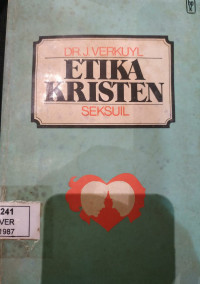 DR. J. VERKUYL
ETIKA
KRISTEN
SEKSUIL
241
VER
1987